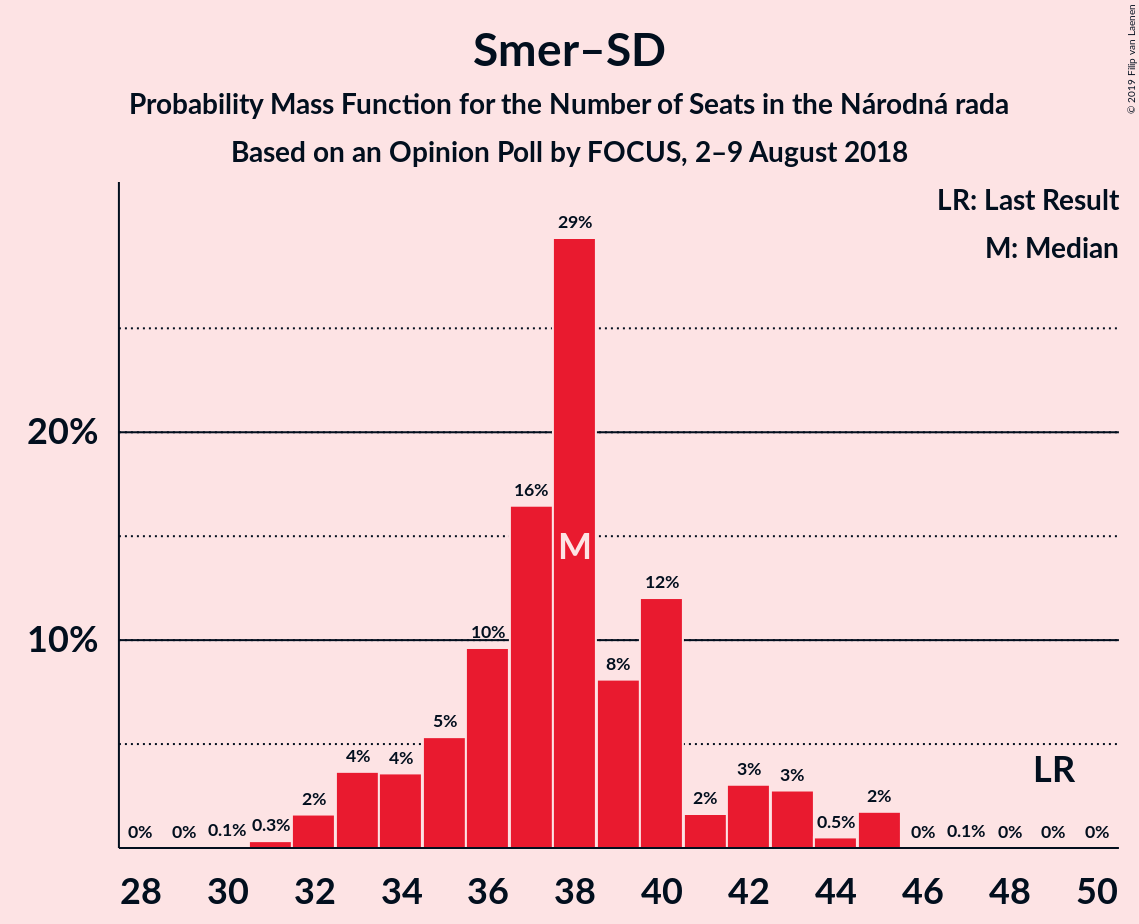 Smer–SD
Probability Mass Function for the Number of Seats in the Národná rada
Based on an Opinion Poll by FOCUS, 2–9 August 2018
© 2019 Filip van Laenen
LR: Last Result
M: Median
20%
10%
0%
0%
0.1%
0.3%
2%
4%
4%
5%
10%
16%
29%
8%
12%
2%
3%
3%
0.5%
2%
0%
0.1%
0%
0%
0%
M
LR
28 30 32 34 36 38 40 42 44 46 48 50